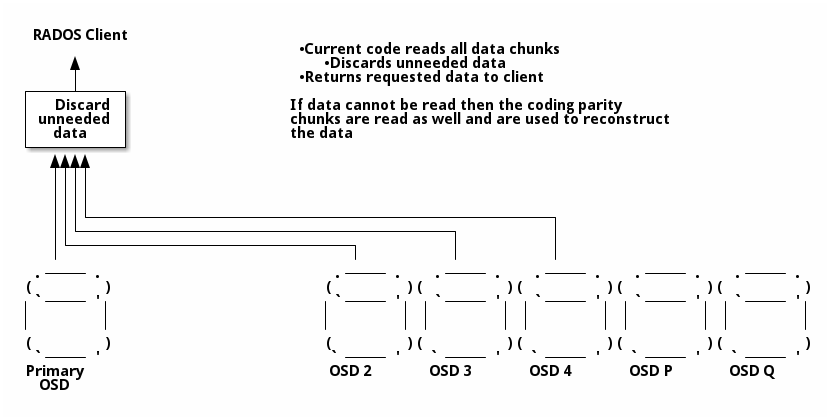 RADOS Client
•Current code reads all data chunks
•Discards unneeded data
•Returns requested data to client
Discard
unneeded
data
If data cannot be read then the coding parity
chunks are read as well and are used to reconstruct
the data
Primary
OSD
OSD 2
OSD 3
OSD 4
OSD P
OSD Q